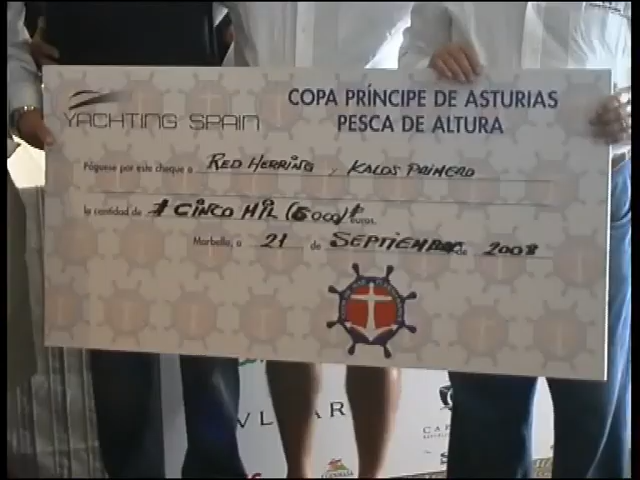 YACHTING SPAIN
COPA PRÍNCIPE DE ASTURIAS
PESCA DE ALTURA
Páguese por este cheque a RED HERRING y KALOS PRIMERO
la cantidad de # CINCO MIL (5000)# euros.
Marbella, a 21 de SEPTIEMBRE de 2008
VLGAR